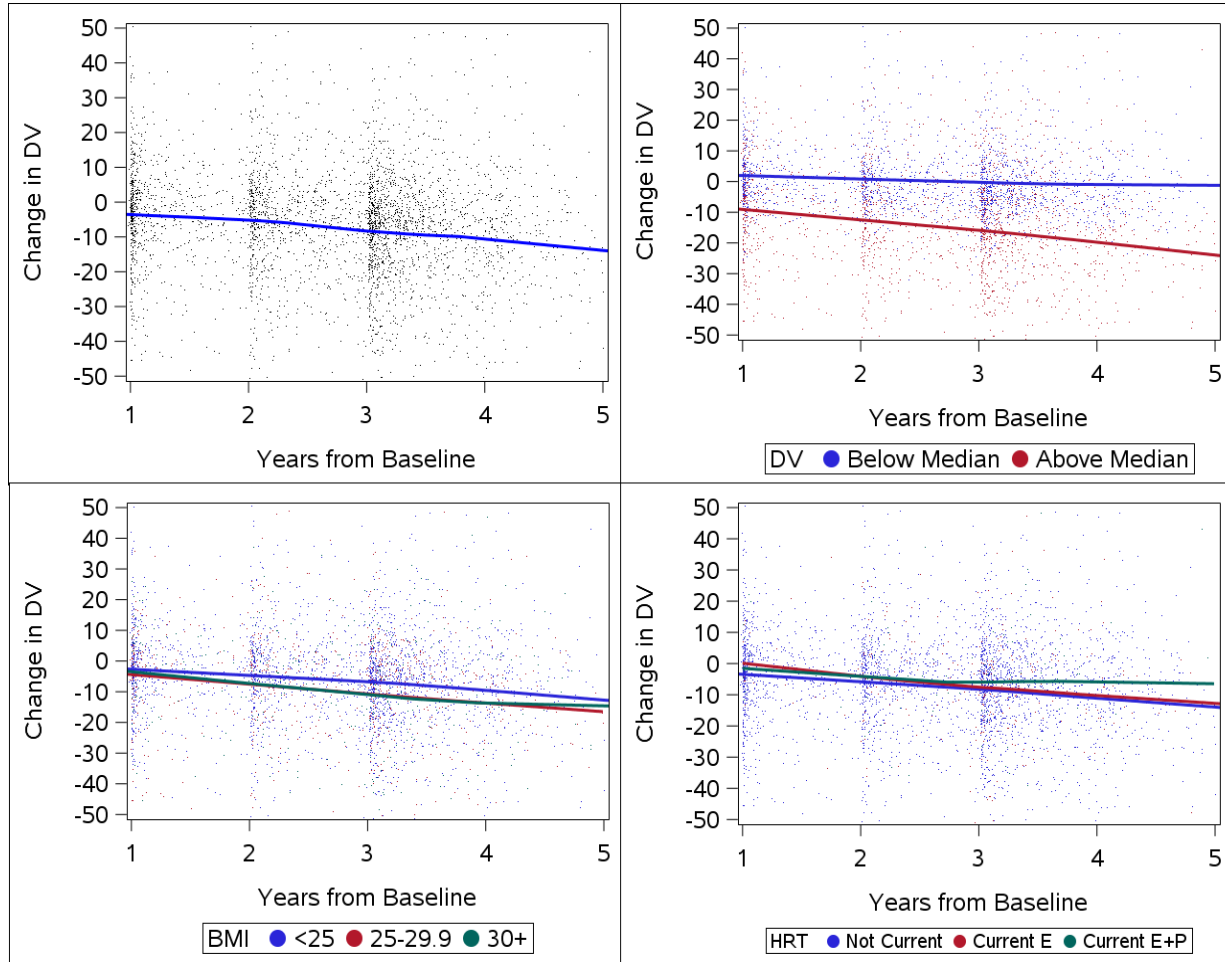 50
40
30
20
10
0
-10
-20
-30
-40
-50
Change in DV
1 2 3 4 5
Years from Baseline
50
40
30
20
10
0
-10
-20
-30
-40
-50
Change in DV
1 2 3 4 5
Years from Baseline
DV Below Median Above Median
50
40
30
20
10
0
-10
-20
-30
-40
-50
Change in DV
1 2 3 4 5
Years from Baseline
BMI <25 25-29.9 30+
50
40
30
20
10
0
-10
-20
-30
-40
-50
Change in DV
1 2 3 4 5
Years from Baseline
HRT Not Current Current E Current E+P